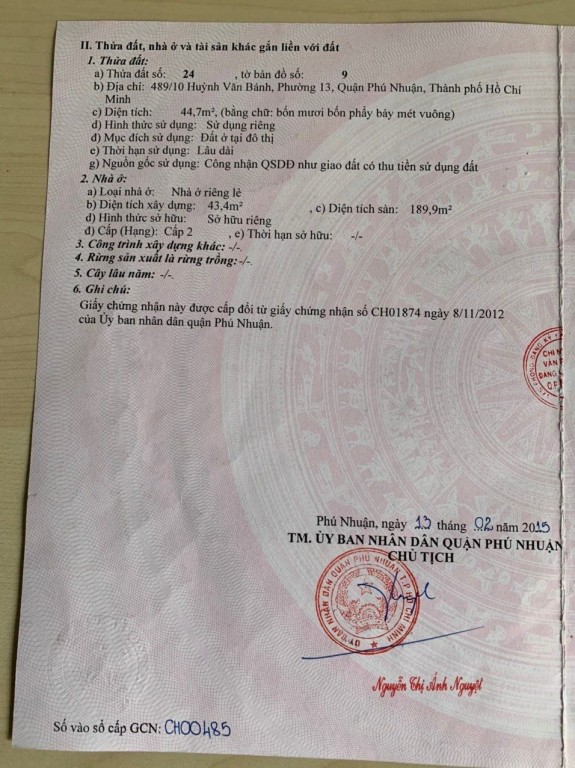 II. Thửa đất, nhà ở và tài sản khác gắn liền với đất
1. Thửa đất:
a) Thửa đất số: 24 , tờ bản đồ số: 9
b) Địa chỉ: 489/10 Huỳnh Văn Bánh, Phường 13, Quận Phú Nhuận, Thành phố Hồ Chí
Minh
c) Diện tích: 44,7m², (bằng chữ: bốn mươi bốn phẩy bảy mét vuông)
d) Hình thức sử dụng: Sử dụng riêng
đ) Mục đích sử dụng: Đất ở tại đô thị
e) Thời hạn sử dụng: Lâu dài
g) Nguồn gốc sử dụng: Công nhận QSDĐ như giao đất có thu tiền sử dụng đất
2. Nhà ở:
a) Loại nhà ở: Nhà ở riêng lẻ
b) Diện tích xây dựng: 43,4m² , c) Diện tích sàn: 189,9m²
d) Hình thức sở hữu: Sở hữu riêng
đ) Cấp (Hạng): Cấp 2 , e) Thời hạn sở hữu: -/-
3. Công trình xây dựng khác: -/-.
4. Rừng sản xuất là rừng trồng: -/-.
5. Cây lâu năm: -/-.
6. Ghi chú:
Giấy chứng nhận này được cấp đổi từ giấy chứng nhận số CH01874 ngày 8/11/2012
của Ủy ban nhân dân quận Phú Nhuận.
Phú Nhuận, ngày 13 tháng 02 năm 2015
TM. ỦY BAN NHÂN DÂN QUẬN PHÚ NHUẬN
CHỦ TỊCH
ỦY BAN NHÂN DÂN QUẬN PHÚ NHUẬN T.P HỒ CHÍ MINH
Nguyễn Thị Ánh Nguyệt
Số vào sổ cấp GCN: CH00485